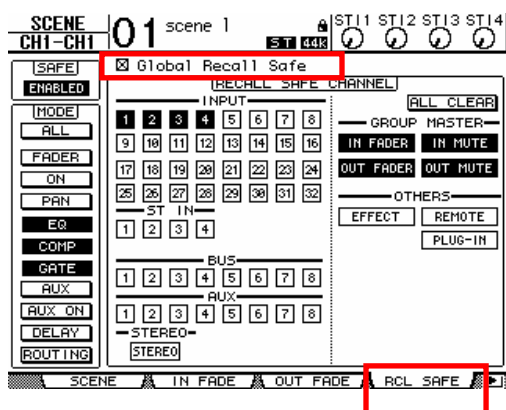 SCENE
CH1-CH1
01 scene 1
ST 44K
STI1 STI2 STI3 STI4
SAFE
ENABLED
Global Recall Safe
RECALL SAFE CHANNEL
MODE
ALL
FADER
ON
PAN
EQ
COMP
GATE
AUX
AUX ON
DELAY
ROUTING
INPUT
1 2 3 4 5 6 7 8
9 10 11 12 13 14 15 16
17 18 19 20 21 22 23 24
25 26 27 28 29 30 31 32
ST IN
1 2 3 4
BUS
1 2 3 4 5 6 7 8
AUX
1 2 3 4 5 6 7 8
STEREO
STEREO
ALL CLEAR
GROUP MASTER
IN FADER IN MUTE
OUT FADER OUT MUTE
OTHERS
EFFECT REMOTE
PLUG-IN
SCENE IN FADE OUT FADE RCL SAFE